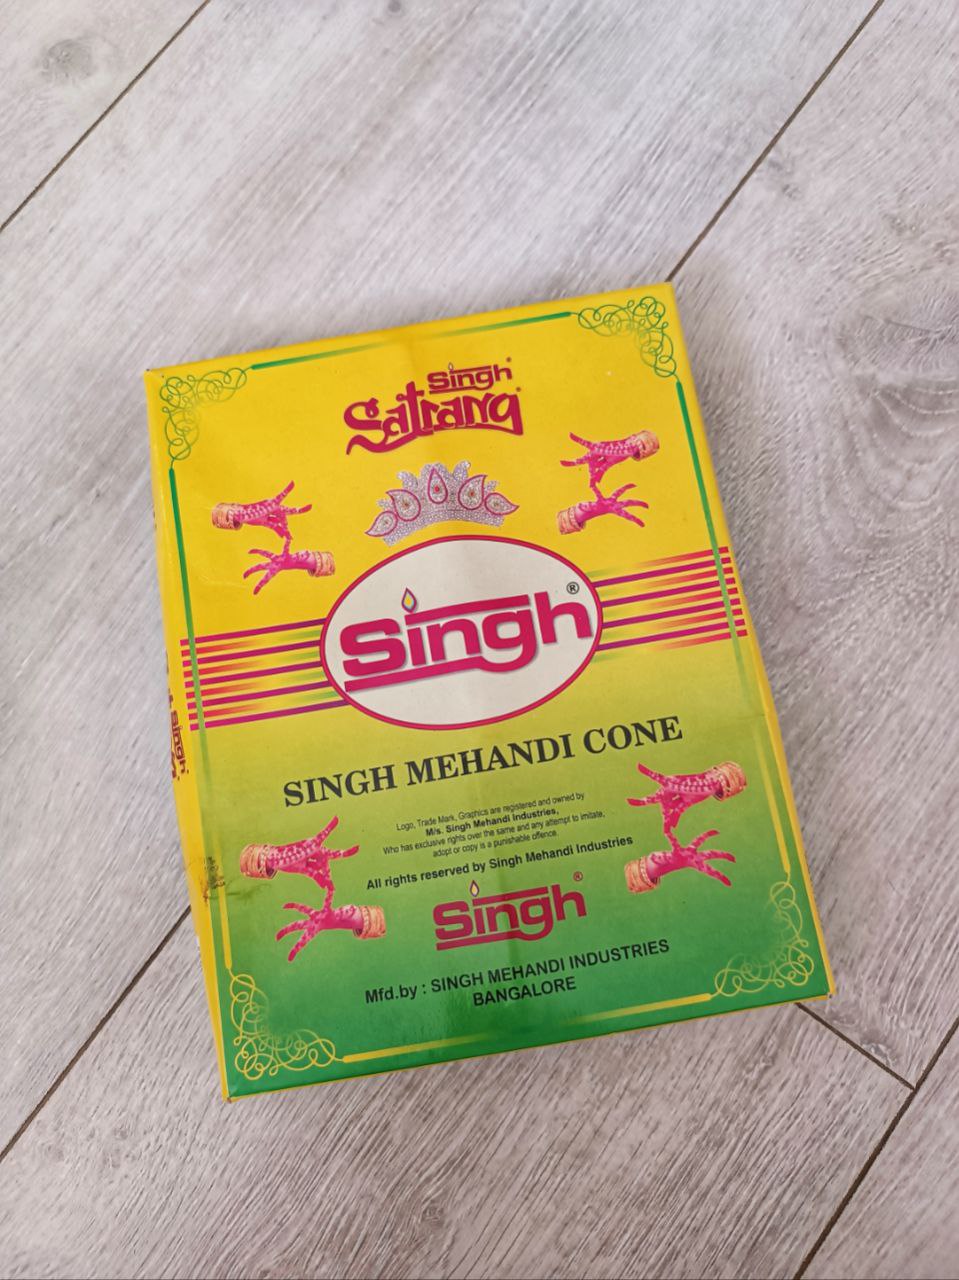 Singh®
Satrang®
Singh®
SINGH MEHANDI CONE
Logo, Trade Mark, Graphics are registered and owned by
M/s. Singh Mehandi Industries,
Who has exclusive rights over the same and any attempt to imitate,
adopt or copy is a punishable offence.
All rights reserved by Singh Mehandi Industries
Singh®
Mfd.by : SINGH MEHANDI INDUSTRIES
BANGALORE
Singh